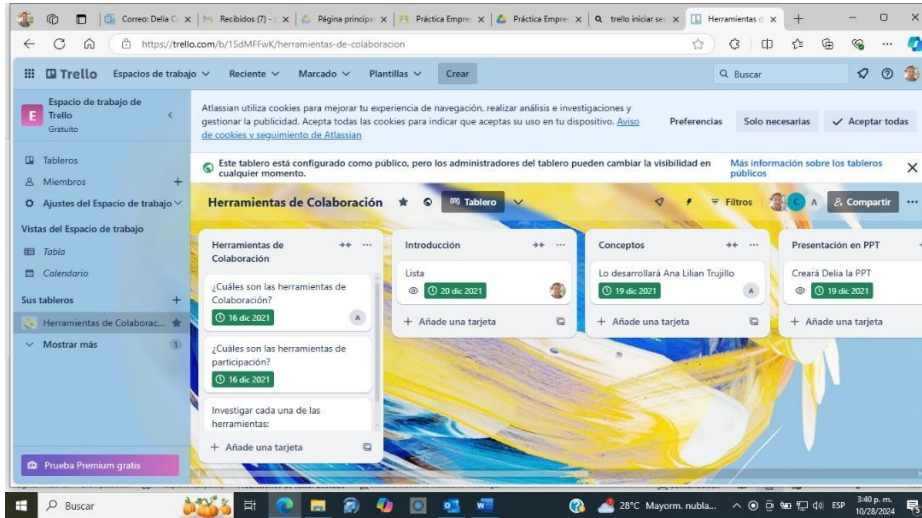 Correo: Delia C
Recibidos (7) -
Página principal
Práctica Empre:
Práctica Empre:
trello iniciar se
Herramientas d
https://trello.com/b/1SdMFFwK/herramientas-de-colaboracion
Trello Espacios de trabajo Reciente Marcado Plantillas Crear
Buscar
E
Espacio de trabajo de
Trello
Gratuito
Tableros
Miembros
Ajustes del Espacio de trabajo
Vistas del Espacio de trabajo
Tabla
Calendario
Sus tableros
Herramientas de Colaborac...
Mostrar más 1
Prueba Premium gratis
Atlassian utiliza cookies para mejorar tu experiencia de navegación, realizar análisis e investigaciones y
gestionar la publicidad. Acepta todas las cookies para indicar que aceptas su uso en tu dispositivo. Aviso
de cookies y seguimiento de Atlassian
Preferencias Solo necesarias Aceptar todas
Este tablero está configurado como público, pero los administradores del tablero pueden cambiar la visibilidad en
cualquier momento.
Más información sobre los tableros
públicos
Herramientas de Colaboración Tablero Filtros C A Compartir
Herramientas de
Colaboración
¿Cuáles son las herramientas de
Colaboración?
16 dic 2021 A
¿Cuáles son las herramientas de
participación?
16 dic 2021
Investigar cada una de las
herramientas:
+ Añade una tarjeta
Introducción
Lista
20 dic 2021
+ Añade una tarjeta
Conceptos
Lo desarrollará Ana Lilian Trujillo
19 dic 2021 A
+ Añade una tarjeta
Presentación en PPT
Creará Delia la PPT
19 dic 2021
+ Añade una tarjeta
Buscar
28°C Mayorm. nubla...
ESP
3:40 p. m.
10/28/2024